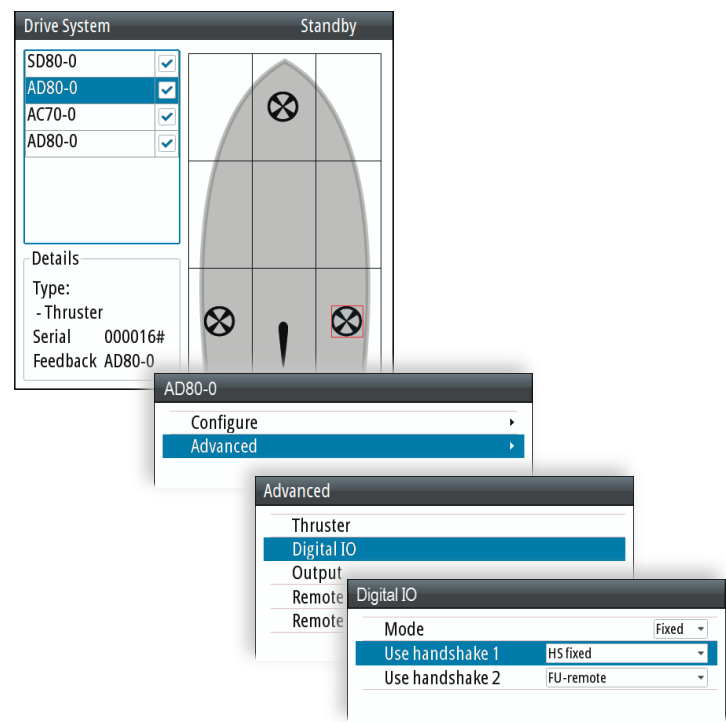 Drive System Standby
SD80-0
AD80-0
AC70-0
AD80-0
Details
Type:
- Thruster
Serial 000016#
Feedback AD80-0
AD80-0
Configure
Advanced
Advanced
Thruster
Digital IO
Output
Remote
Remote
Digital IO
Mode Fixed
Use handshake 1 HS fixed
Use handshake 2 FU-remote